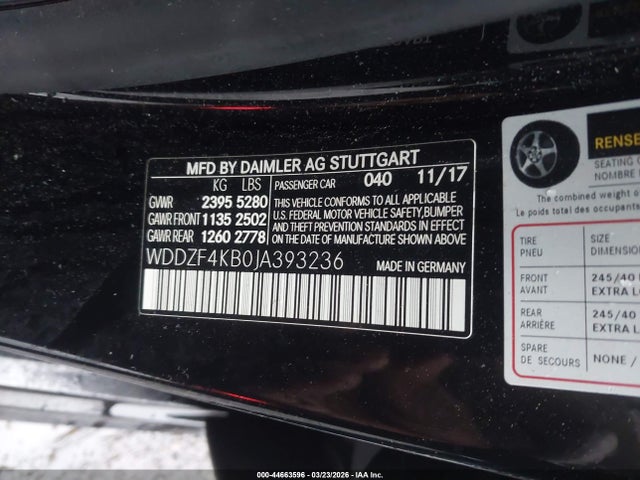 MFD BY DAIMLER AG STUTTGART
KG LBS PASSENGER CAR 040 11/17
GVWR 2395 5280
GAWR FRONT 1135 2502
GAWR REAR 1260 2778
THIS VEHICLE CONFORMS TO ALL APPLICABLE
U.S. FEDERAL MOTOR VEHICLE SAFETY, BUMPER
AND THEFT PREVENTION STANDARDS IN EFFECT
ON THE DATE OF MANUFACTURE SHOWN ABOVE.
WDDZF4KB0JA393236 MADE IN GERMANY
RENSE
SEATING
NOMBRE
The combined weight o
Le poids total des occupants
TIRE SIZE
PNEU DIMENSIO
FRONT 245/40
AVANT EXTRA L
REAR 245/40
ARRIÈRE EXTRA L
SPARE
DE SECOURS NONE /
000-44663596 - 03/23/2026 - IAA Inc.